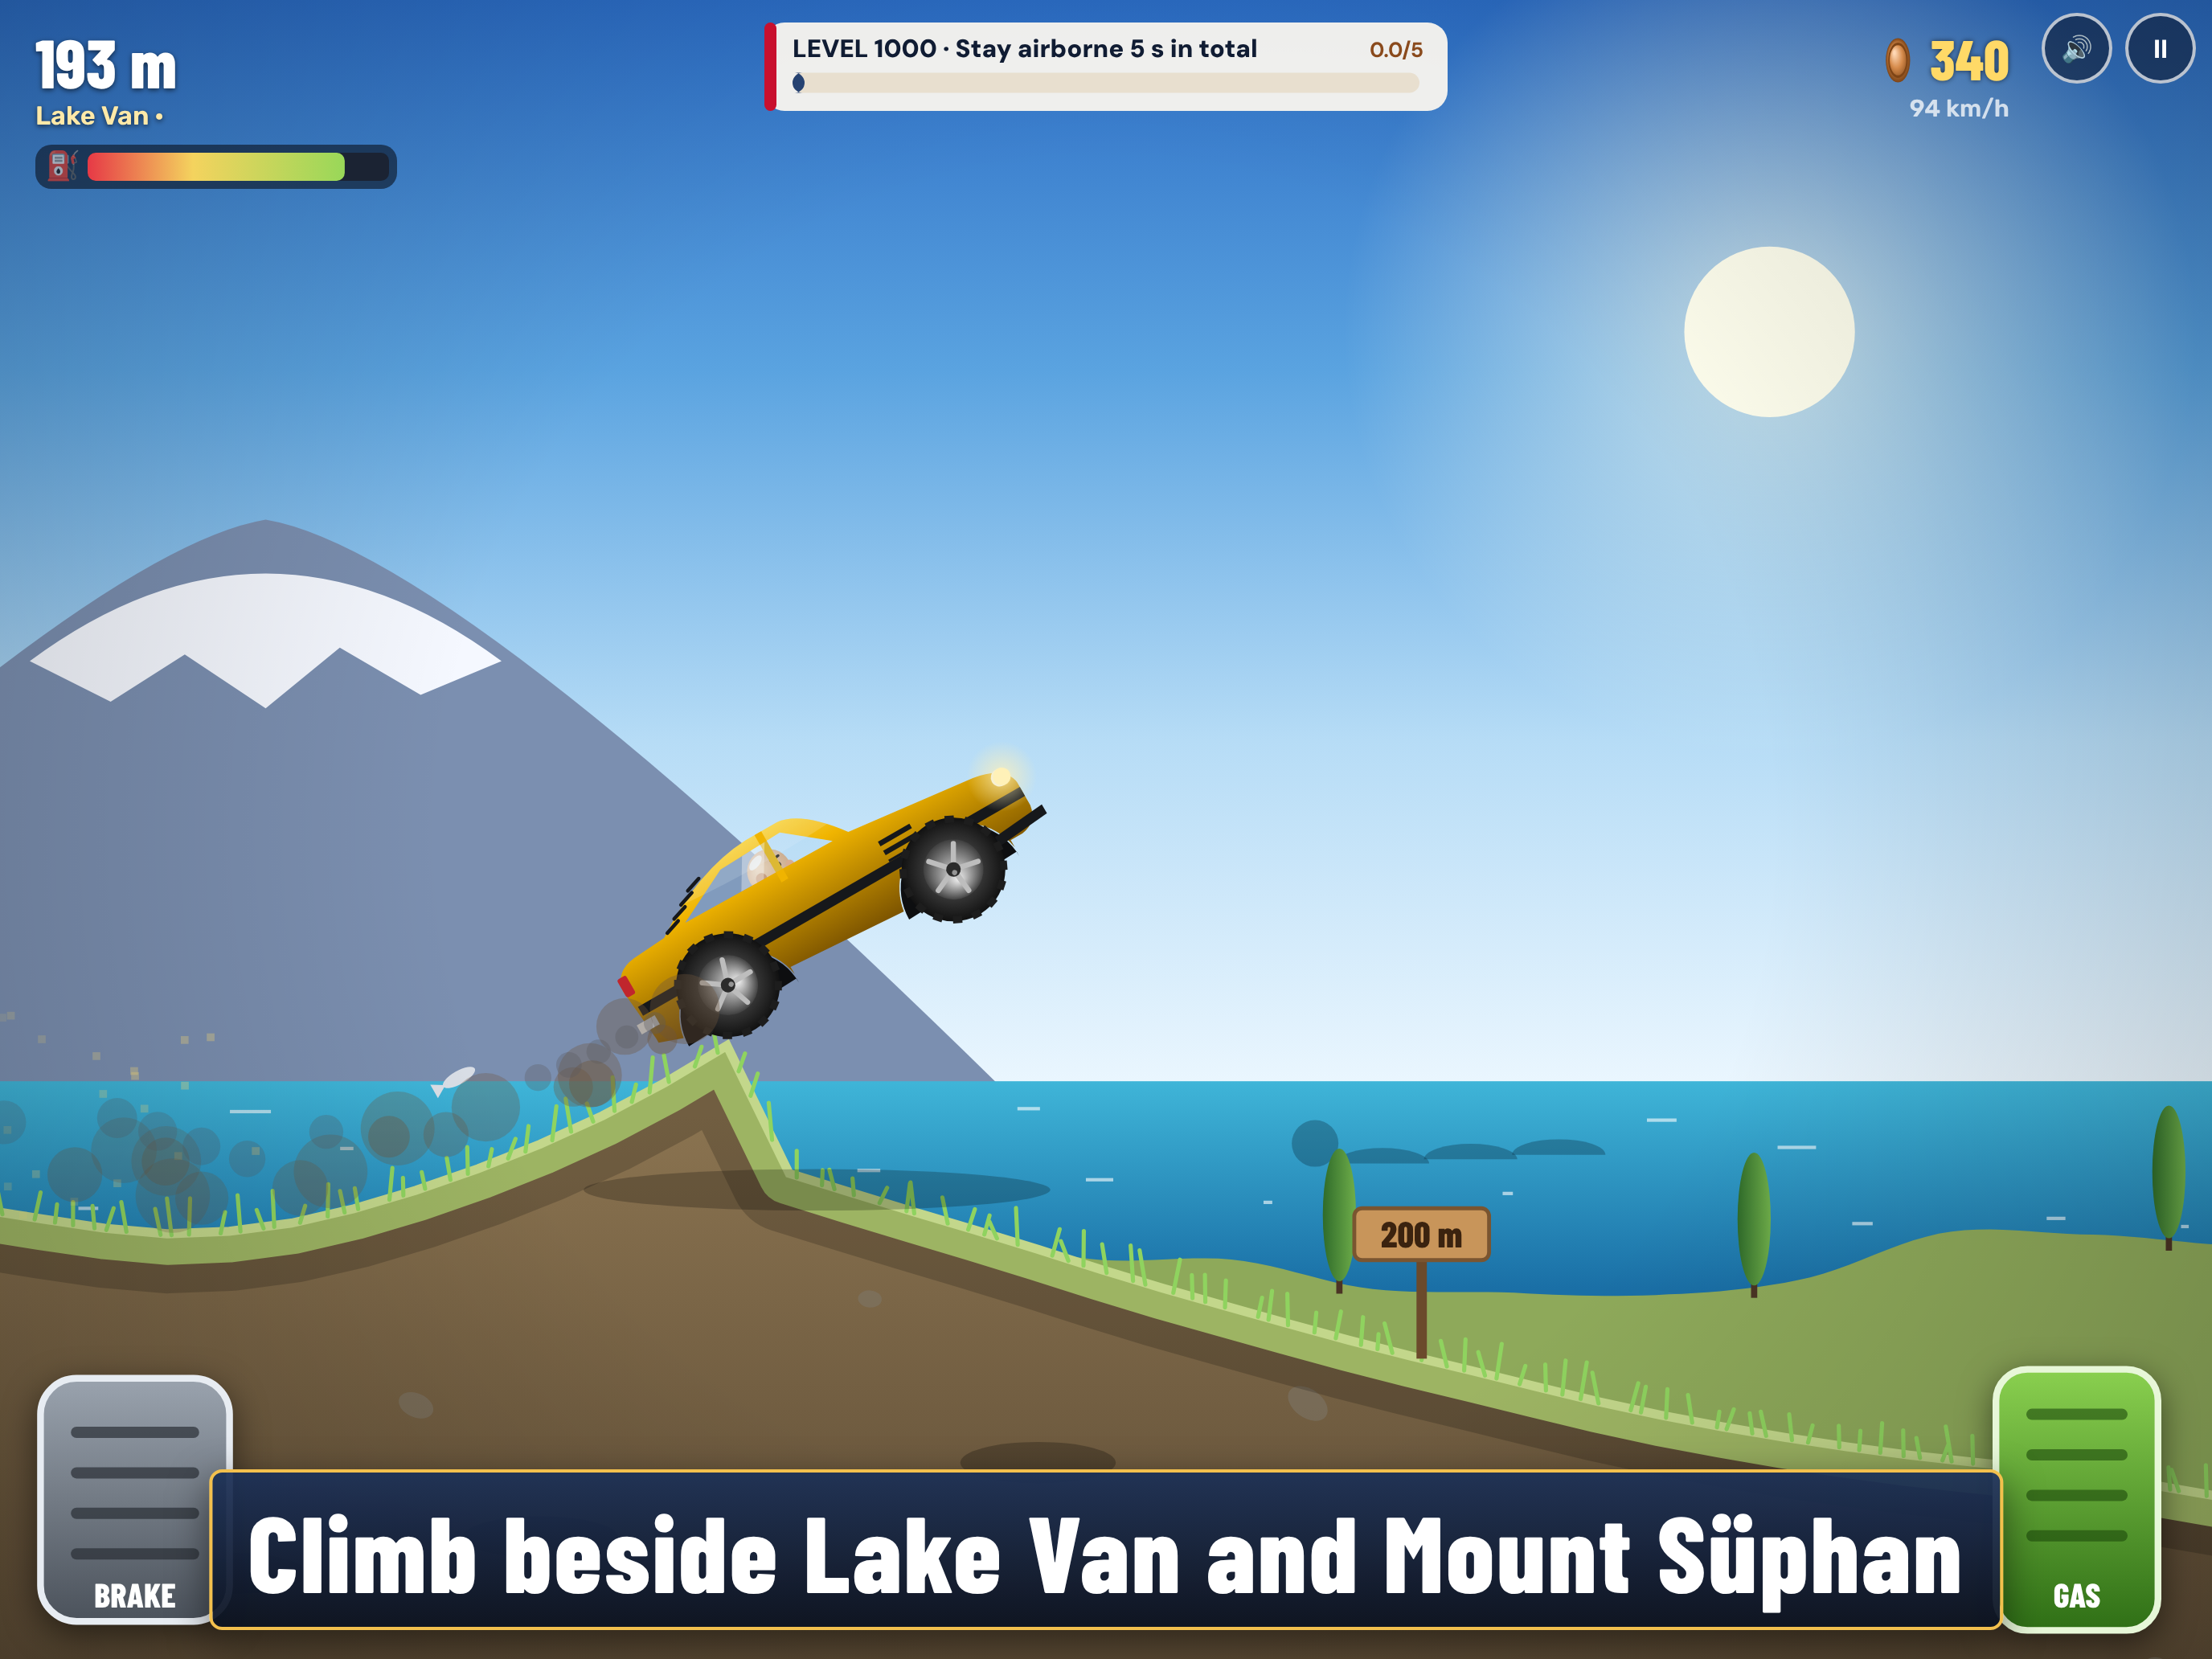 193 m
Lake Van •
LEVEL 1000 · Stay airborne 5 s in total
0.0/5
340
94 km/h
200 m
BRAKE
Climb beside Lake Van and Mount Süphan
GAS